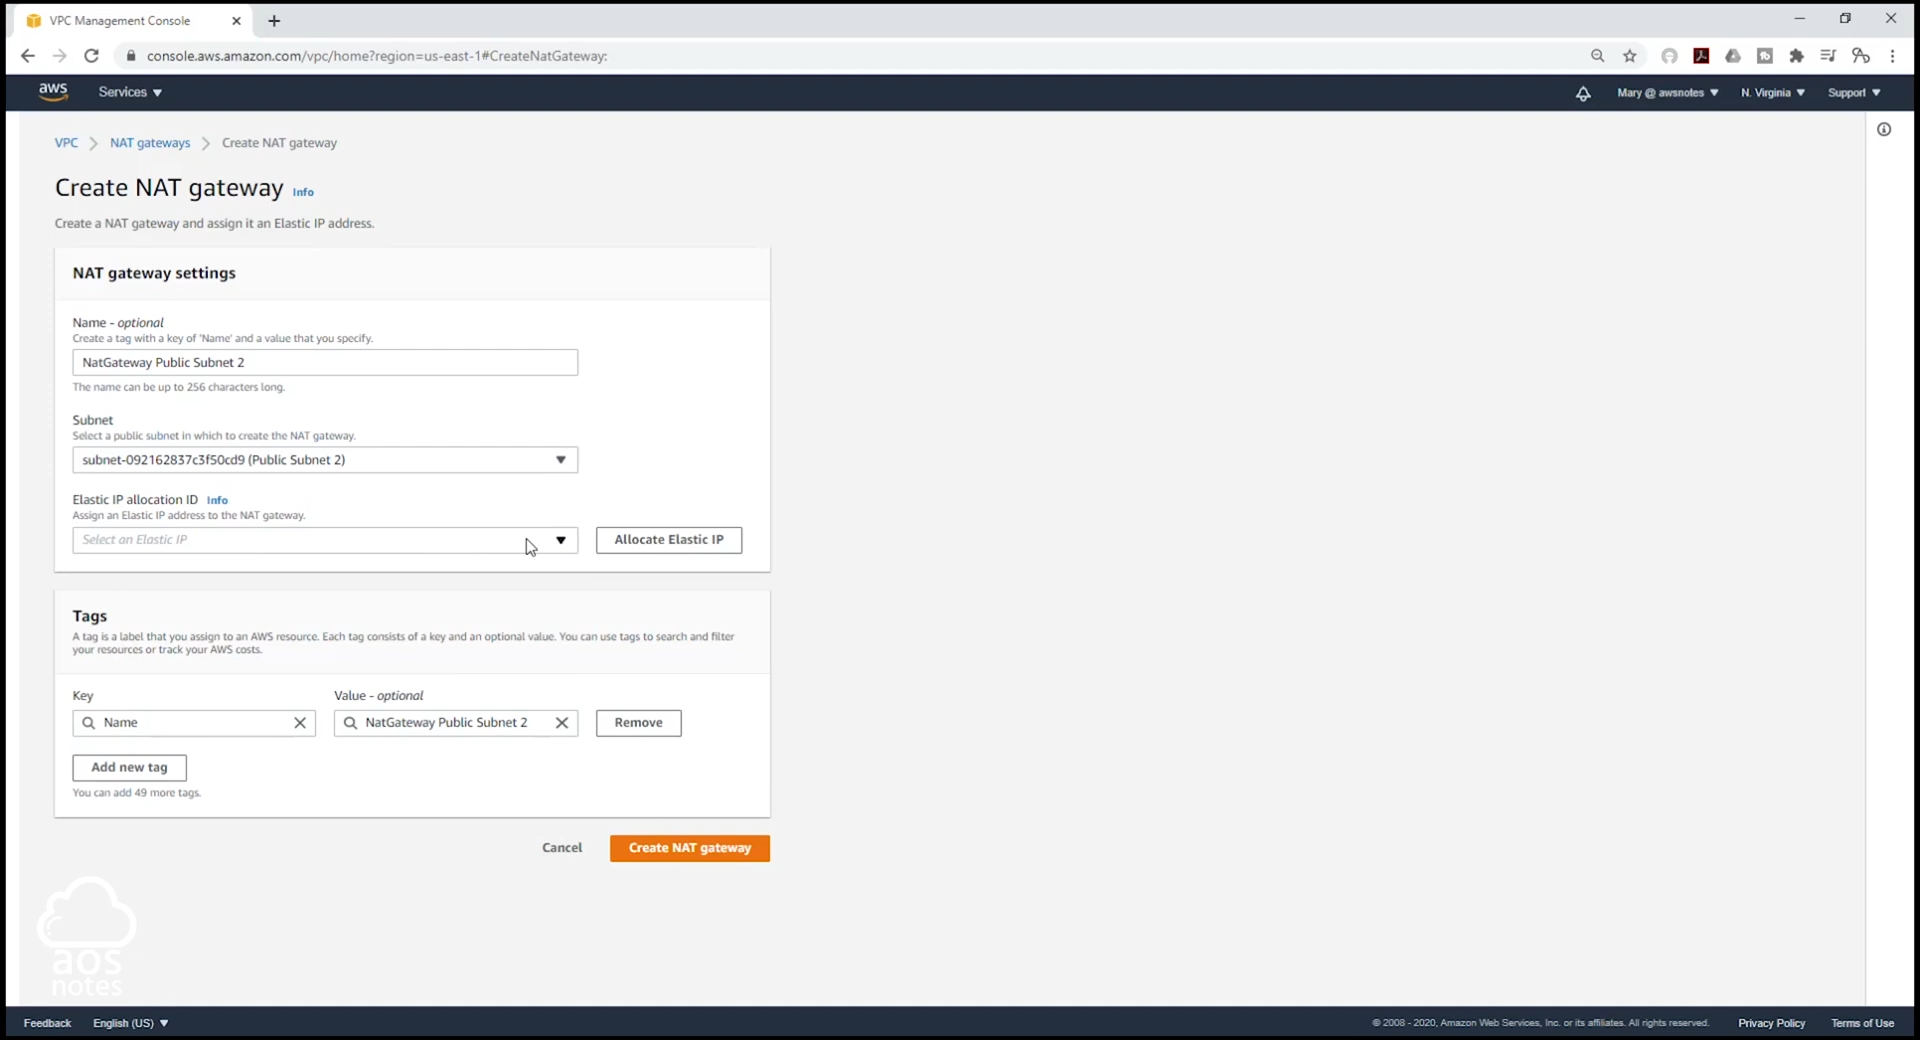 VPC Management Console
console.aws.amazon.com/vpc/home?region=us-east-1#CreateNatGateway:
aws
Services
Mary @ awsnotes
N. Virginia
Support
VPC
NAT gateways
Create NAT gateway
Create NAT gateway Info
Create a NAT gateway and assign it an Elastic IP address.
NAT gateway settings
Name - optional
Create a tag with a key of 'Name' and a value that you specify.
NatGateway Public Subnet 2
The name can be up to 256 characters long.
Subnet
Select a public subnet in which to create the NAT gateway.
subnet-092162837c3f50cd9 (Public Subnet 2)
Elastic IP allocation ID Info
Assign an Elastic IP address to the NAT gateway.
Select an Elastic IP
Allocate Elastic IP
Tags
A tag is a label that you assign to an AWS resource. Each tag consists of a key and an optional value. You can use tags to search and filter
your resources or track your AWS costs.
Key
Value - optional
Name
NatGateway Public Subnet 2
Remove
Add new tag
You can add 49 more tags.
Cancel
Create NAT gateway
aos
notes
Feedback
English (US)
© 2008 - 2020, Amazon Web Services, Inc. or its affiliates. All rights reserved.
Privacy Policy
Terms of Use